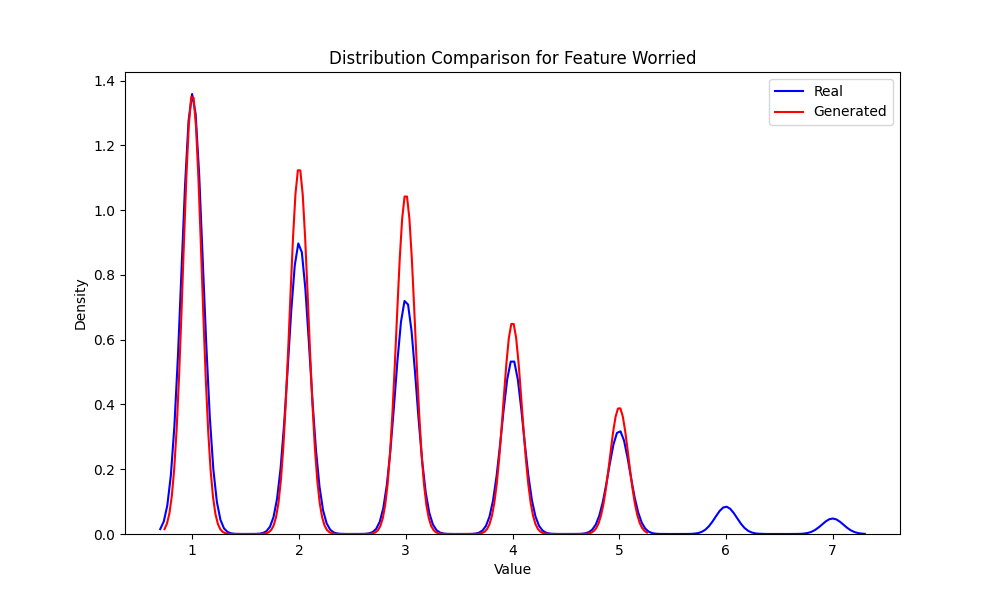 Distribution Comparison for Feature Worried
Real
Generated
1.4
1.2
1.0
0.8
0.6
0.4
0.2
0.0
Density
1 2 3 4 5 6 7
Value